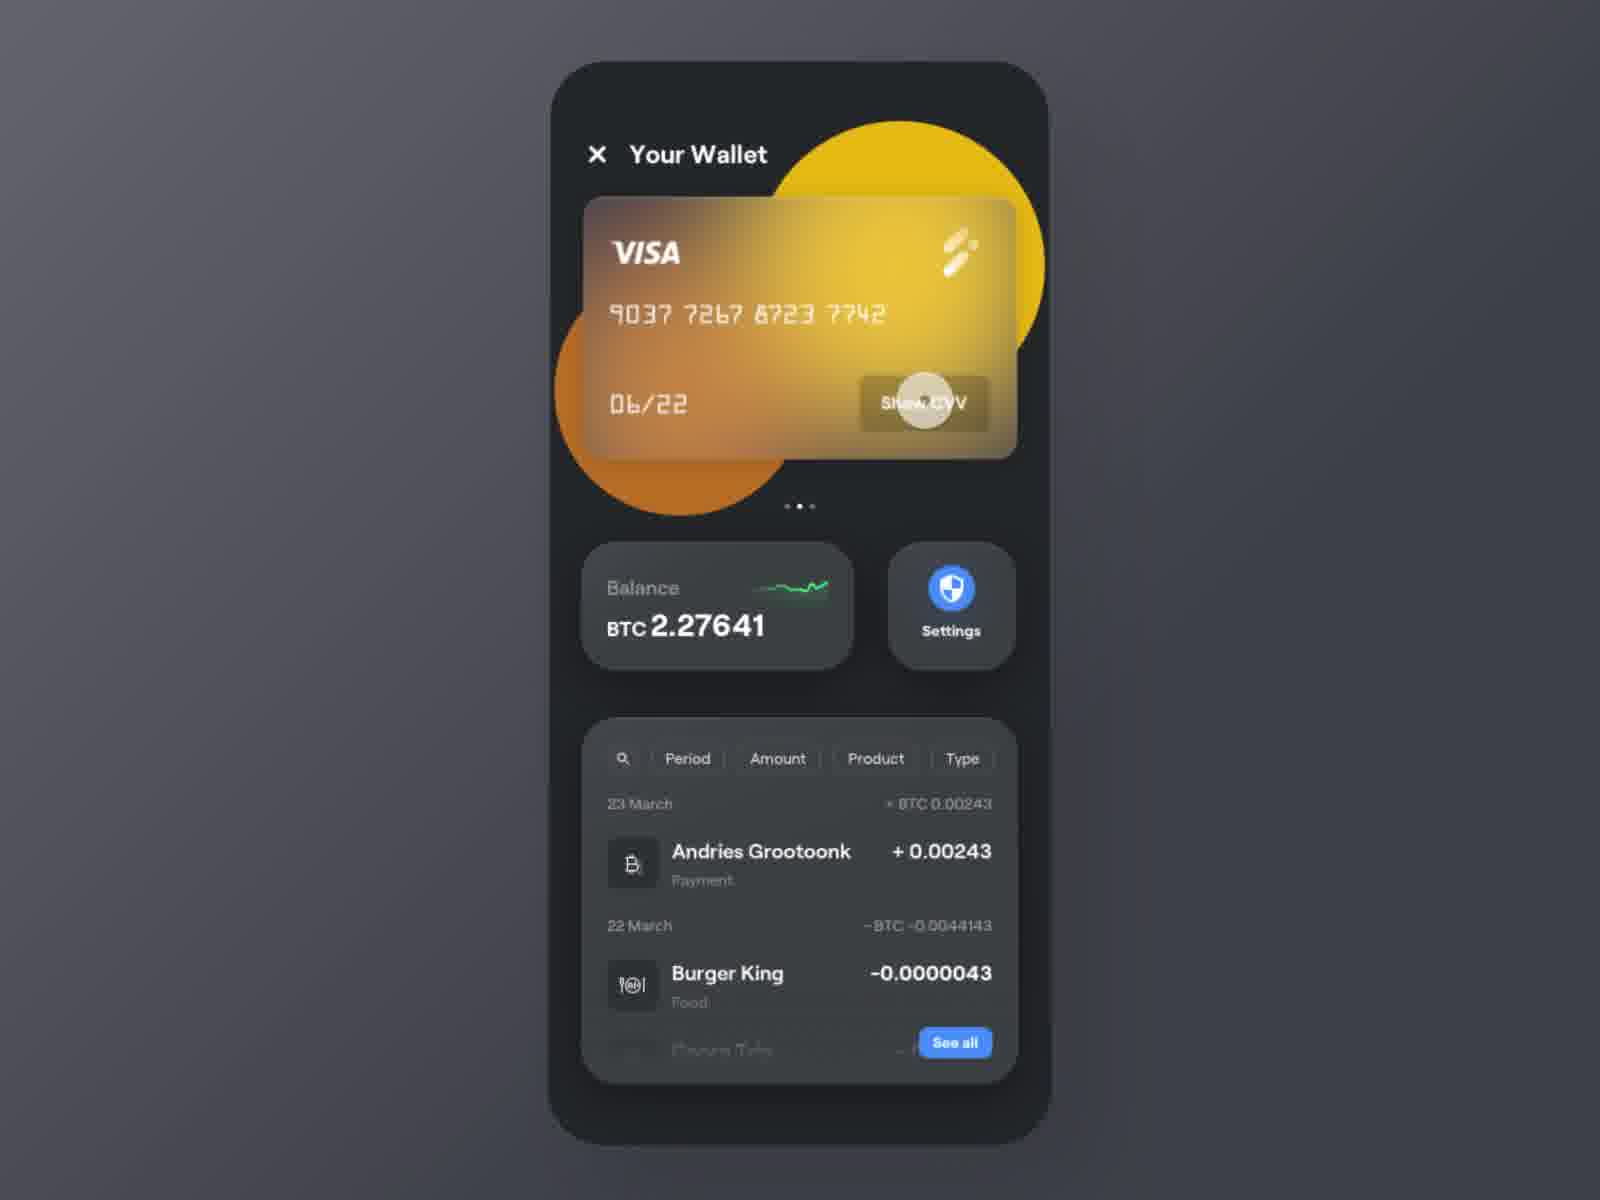 Your Wallet
VISA
9037 7267 8723 7742
06/22
Show CVV
Balance
BTC 2.27641
Settings
Period Amount Product Type
23 March + BTC 0.00243
Andries Grootoonk + 0.00243
Payment
22 March –BTC -0.0044143
Burger King -0.0000043
Food
See all